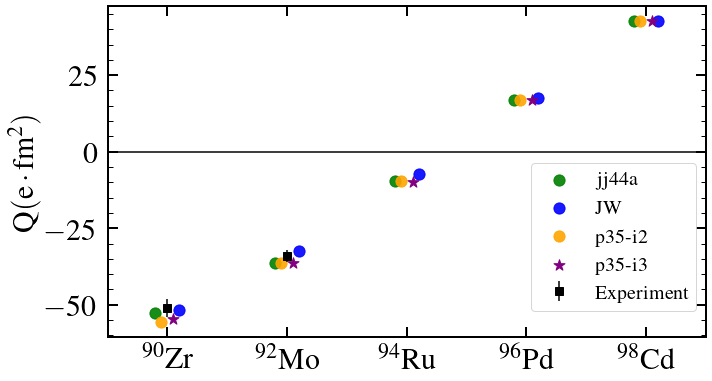 Q(e·fm²)
25
0
−25
−50
⁹⁰Zr
⁹²Mo
⁹⁴Ru
⁹⁶Pd
⁹⁸Cd
jj44a
JW
p35-i2
p35-i3
Experiment